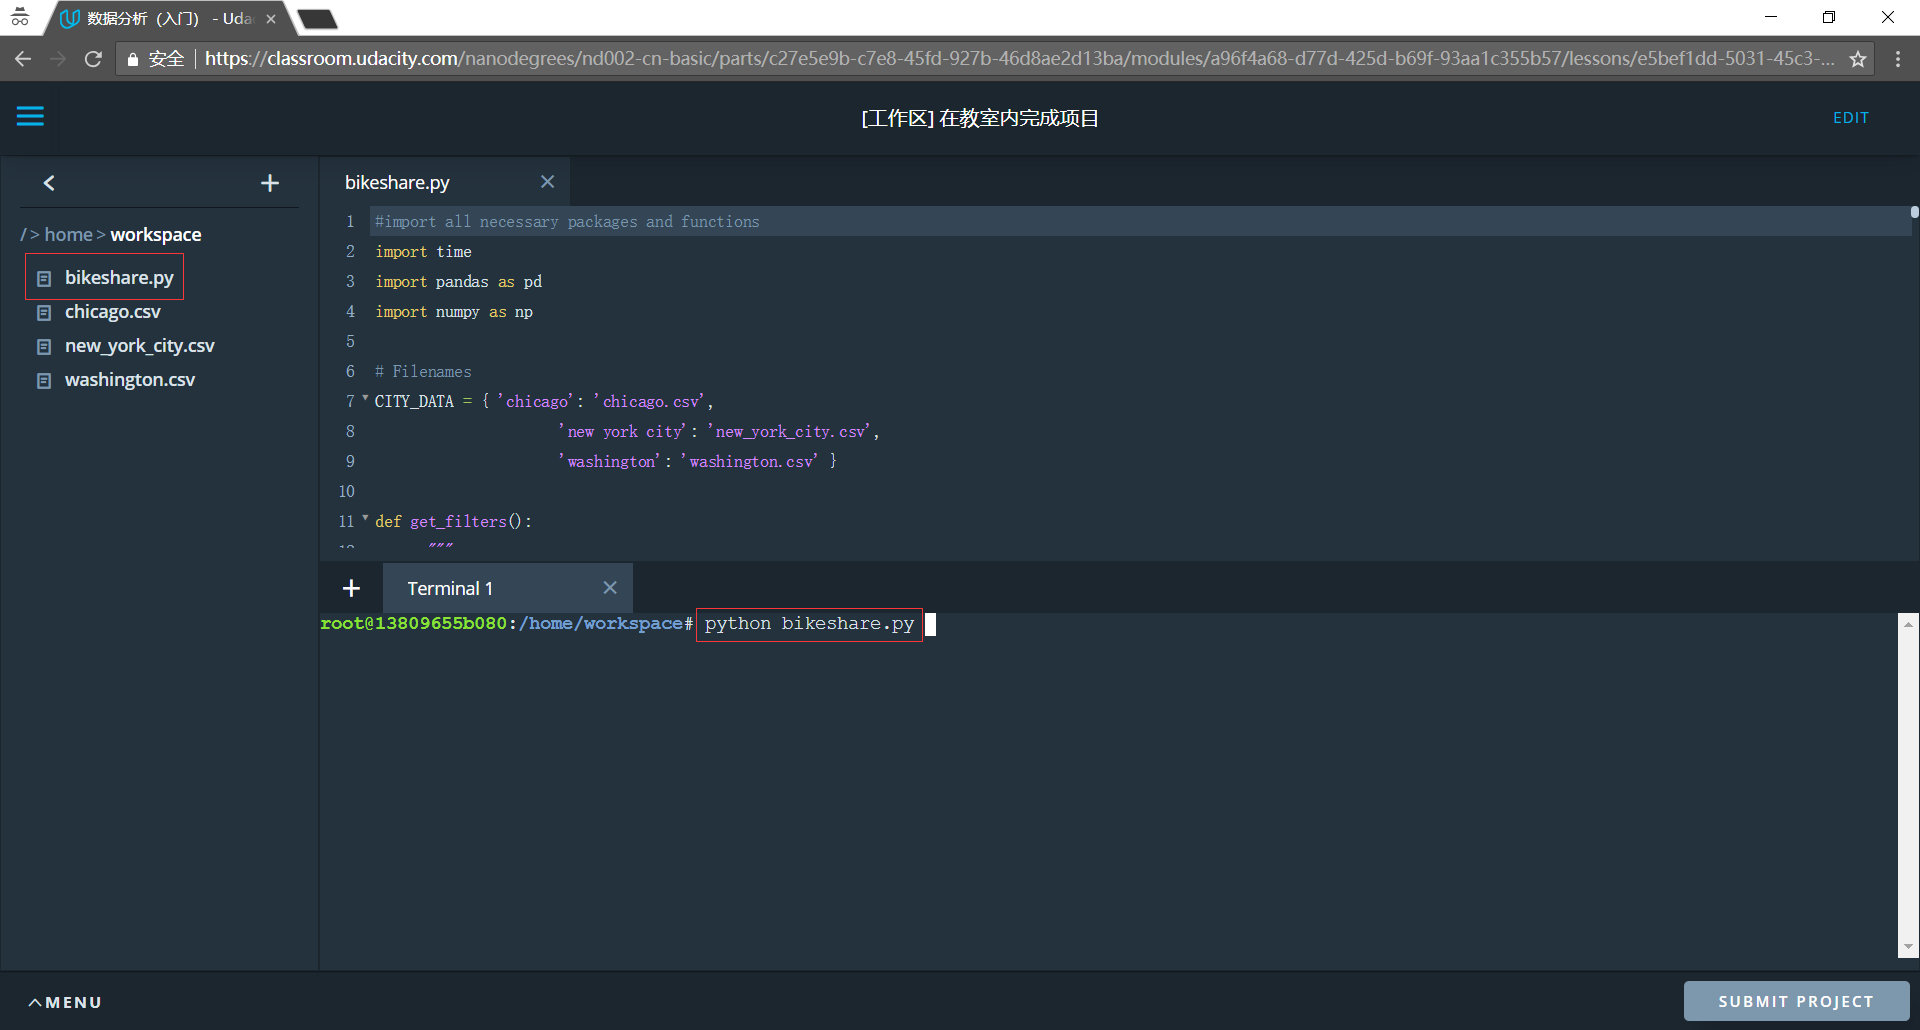 数据分析（入门） - Uda
安全 https://classroom.udacity.com/nanodegrees/nd002-cn-basic/parts/c27e5e9b-c7e8-45fd-927b-46d8ae2d13ba/modules/a96f4a68-d77d-425d-b69f-93aa1c355b57/lessons/e5bef1dd-5031-45c3-...
[工作区] 在教室内完成项目
EDIT
/ > home > workspace
bikeshare.py
chicago.csv
new_york_city.csv
washington.csv
bikeshare.py
1 #import all necessary packages and functions
2 import time
3 import pandas as pd
4 import numpy as np
5
6 # Filenames
7 CITY_DATA = { 'chicago': 'chicago.csv',
8 'new york city': 'new_york_city.csv',
9 'washington': 'washington.csv' }
10
11 def get_filters():
12 """
+ Terminal 1
root@13809655b080:/home/workspace# python bikeshare.py
MENU
SUBMIT PROJECT